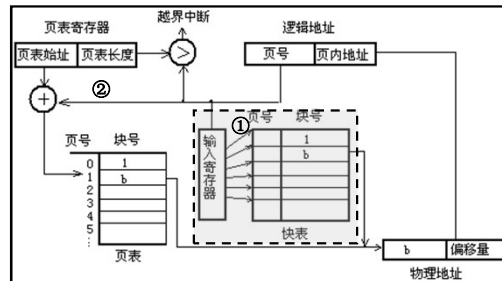 页表寄存器
越界中断
逻辑地址
页表始址 页表长度
>
页号 页内地址
+
②
①
页号 块号
页号 块号
输入寄存器
0 1
1 b
2
3
4
5
⋮
1
b
页表
快表
b 偏移量
物理地址